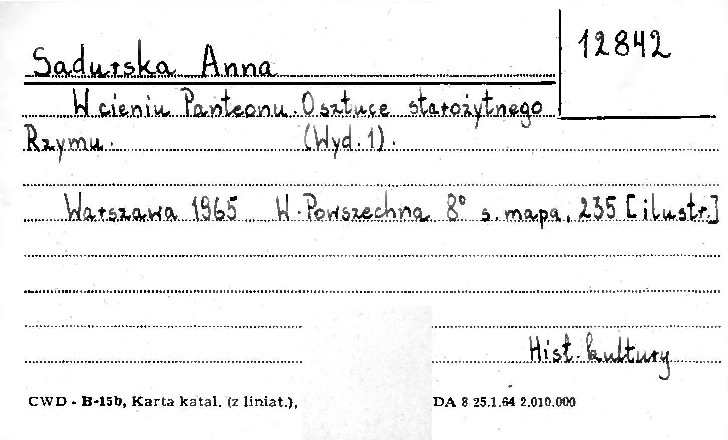 Sadurska Anna
12842
W cieniu Panteonu. O sztuce starożytnego
Rzymu. (Wyd. 1).
Warszawa 1965 W. Powszechna 8° s. mapa, 235 [ilustr.]
Hist. kultury
CWD - B-15b, Karta katal. (z liniat.), DA 8 25.1.64 2.010.000